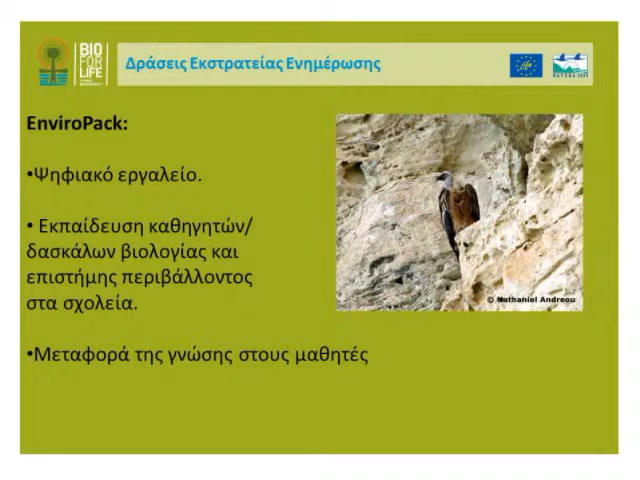 BIO
FOR
LIFE
Δράσεις Εκστρατείας Ενημέρωσης
NATURA 2000
EnviroPack:
•Ψηφιακό εργαλείο.
• Εκπαίδευση καθηγητών/
δασκάλων βιολογίας και
επιστήμης περιβάλλοντος
στα σχολεία.
© Nathaniel Andreou
•Μεταφορά της γνώσης στους μαθητές